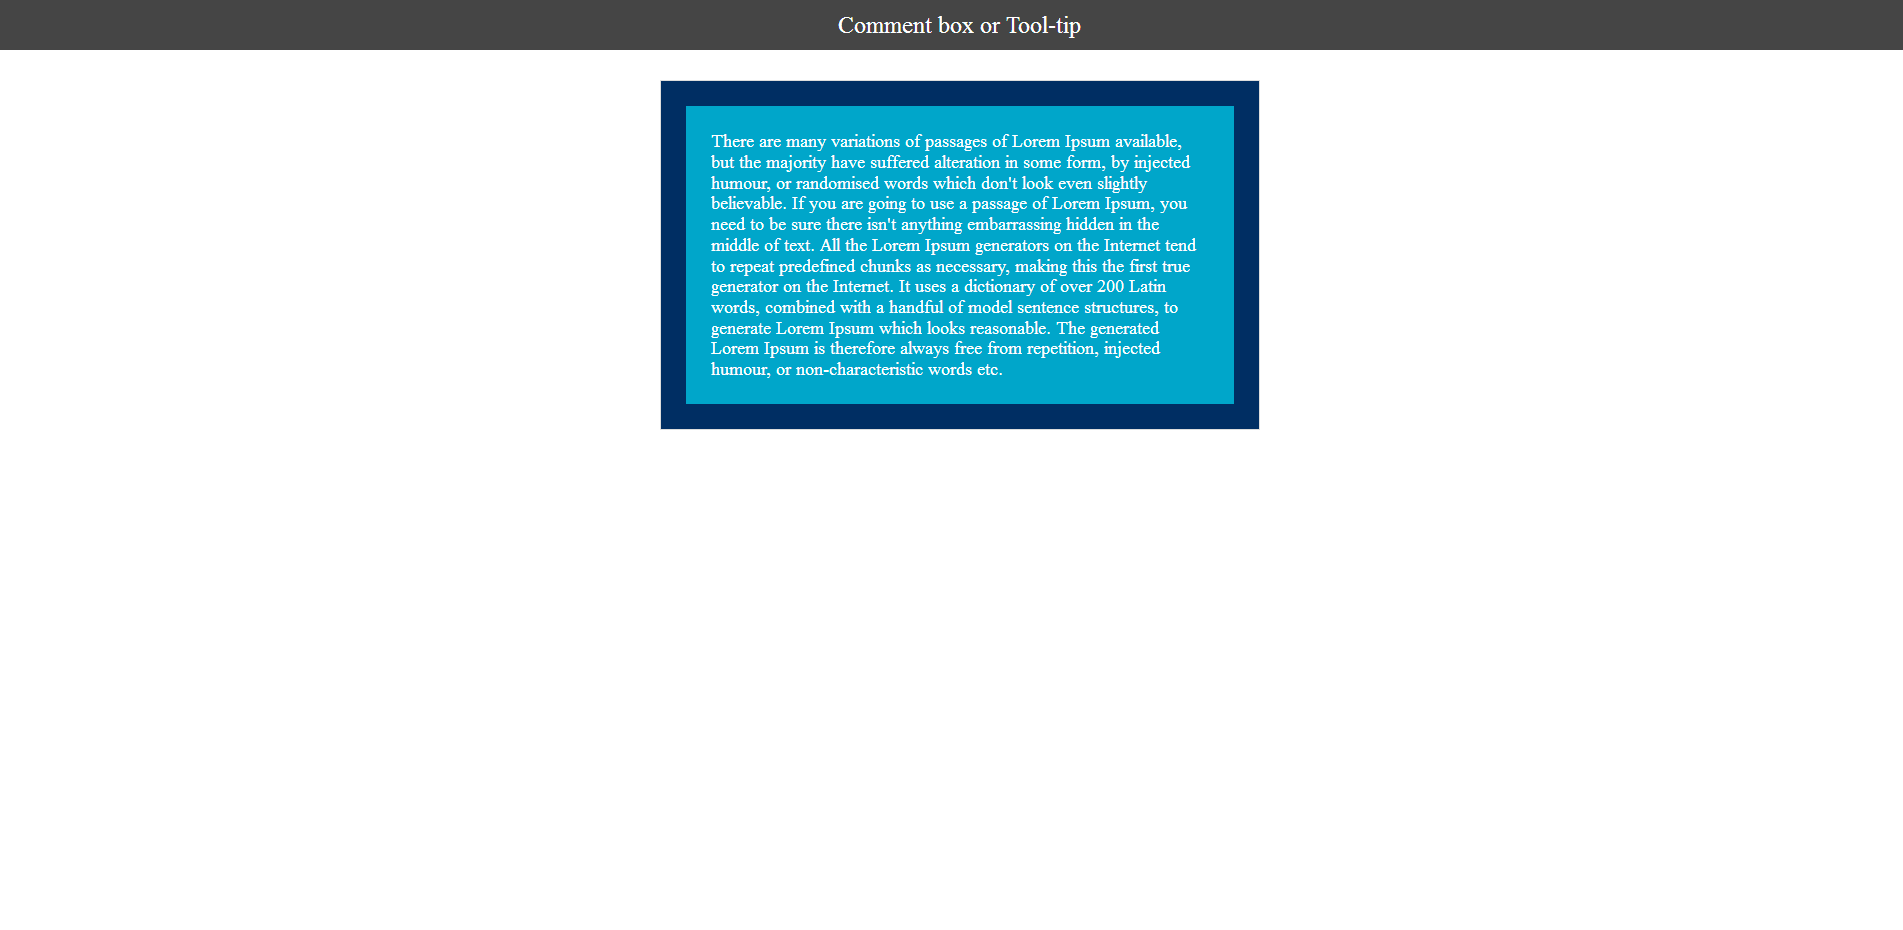 Comment box or Tool-tip
There are many variations of passages of Lorem Ipsum available,
but the majority have suffered alteration in some form, by injected
humour, or randomised words which don't look even slightly
believable. If you are going to use a passage of Lorem Ipsum, you
need to be sure there isn't anything embarrassing hidden in the
middle of text. All the Lorem Ipsum generators on the Internet tend
to repeat predefined chunks as necessary, making this the first true
generator on the Internet. It uses a dictionary of over 200 Latin
words, combined with a handful of model sentence structures, to
generate Lorem Ipsum which looks reasonable. The generated
Lorem Ipsum is therefore always free from repetition, injected
humour, or non-characteristic words etc.